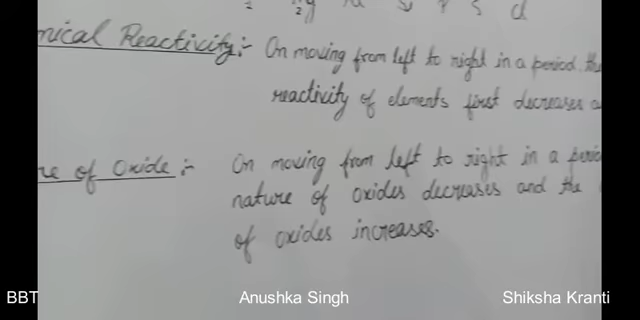 nical Reactivity :- On moving from left to right in a period the
reactivity of elements first decreases a
re of Oxide :- On moving from left to right in a perio
nature of oxides decreases and the
of oxides increases.
BBT Anushka Singh Shiksha Kranti